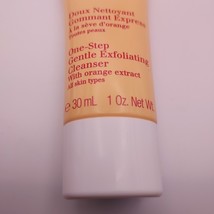 Doux Nettoyant
Gommant Express
à la sève d'orange
Toutes peaux
One-Step
Gentle Exfoliating
Cleanser
With orange extract
All skin types
e 30 mL 1 Oz. Net